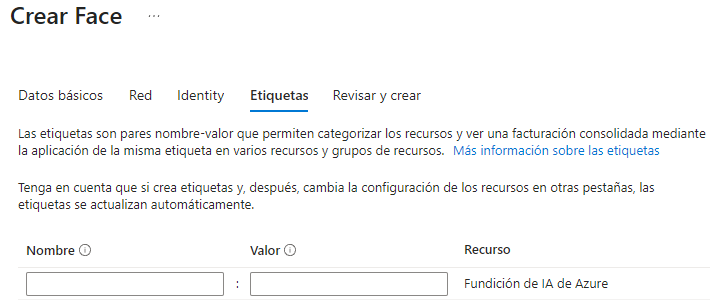 Crear Face ...
Datos básicos Red Identity Etiquetas Revisar y crear
Las etiquetas son pares nombre-valor que permiten categorizar los recursos y ver una facturación consolidada mediante
la aplicación de la misma etiqueta en varios recursos y grupos de recursos. Más información sobre las etiquetas
Tenga en cuenta que si crea etiquetas y, después, cambia la configuración de los recursos en otras pestañas, las
etiquetas se actualizan automáticamente.
Nombre Valor Recurso
: Fundición de IA de Azure